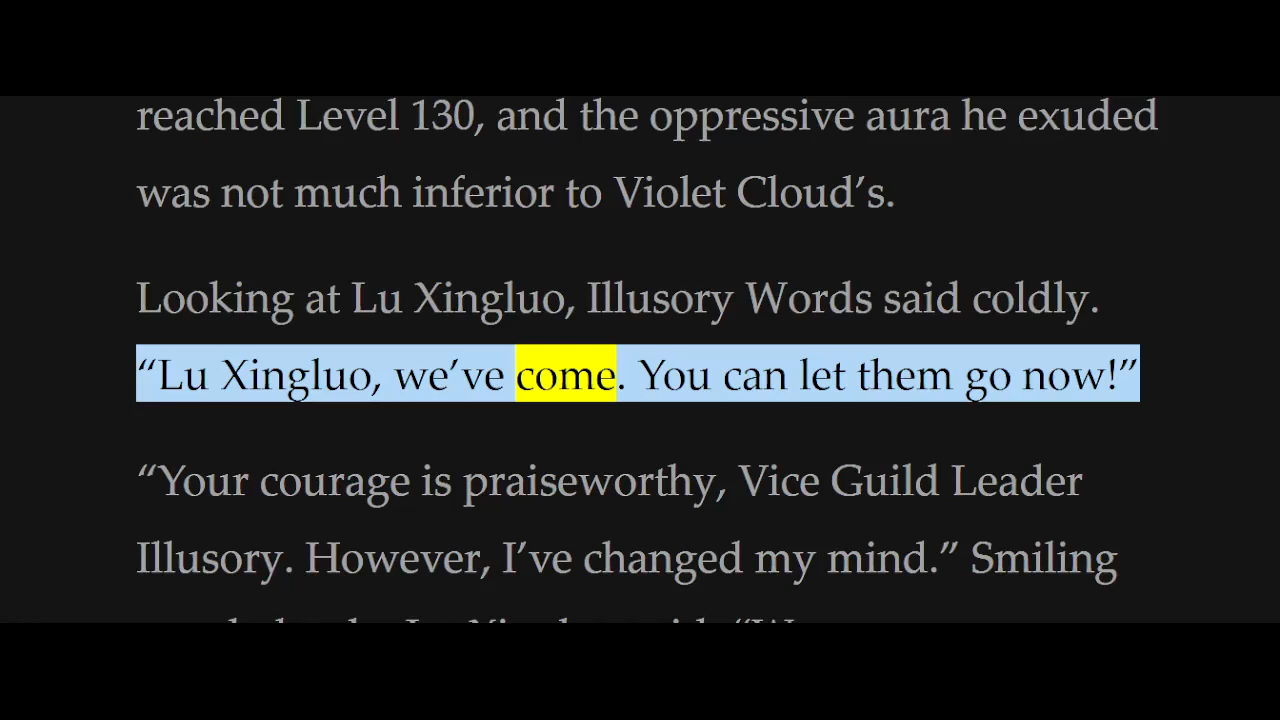 reached Level 130, and the oppressive aura he exuded
was not much inferior to Violet Cloud’s.
Looking at Lu Xingluo, Illusory Words said coldly.
“Lu Xingluo, we’ve come. You can let them go now!”
“Your courage is praiseworthy, Vice Guild Leader
Illusory. However, I’ve changed my mind.” Smiling